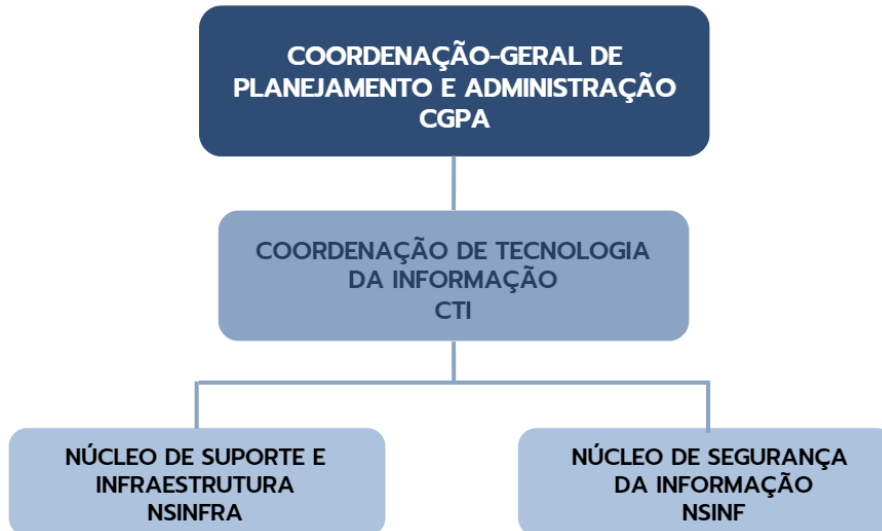 COORDENAÇÃO-GERAL DE
PLANEJAMENTO E ADMINISTRAÇÃO
CGPA
COORDENAÇÃO DE TECNOLOGIA
DA INFORMAÇÃO
CTI
NÚCLEO DE SUPORTE E
INFRAESTRUTURA
NSINFRA
NÚCLEO DE SEGURANÇA
DA INFORMAÇÃO
NSINF